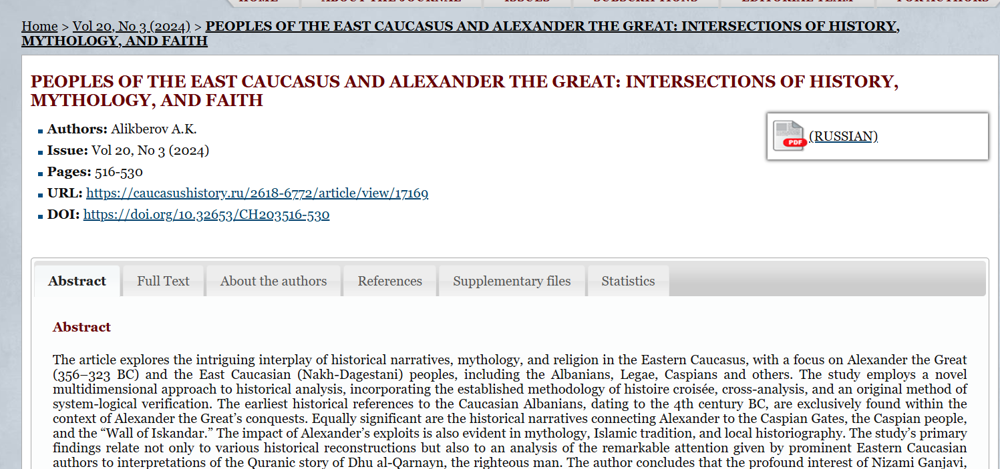 HOME ABOUT THE JOURNAL ISSUES SUBSCRIPTIONS EDITORIAL TEAM FOR AUTHORS
Home > Vol 20, No 3 (2024) > PEOPLES OF THE EAST CAUCASUS AND ALEXANDER THE GREAT: INTERSECTIONS OF HISTORY,
MYTHOLOGY, AND FAITH
PEOPLES OF THE EAST CAUCASUS AND ALEXANDER THE GREAT: INTERSECTIONS OF HISTORY,
MYTHOLOGY, AND FAITH
Authors: Alikberov A.K.
Issue: Vol 20, No 3 (2024)
Pages: 516-530
URL: https://caucasushistory.ru/2618-6772/article/view/17169
DOI: https://doi.org/10.32653/CH203516-530
PDF (RUSSIAN)
Abstract Full Text About the authors References Supplementary files Statistics
Abstract
The article explores the intriguing interplay of historical narratives, mythology, and religion in the Eastern Caucasus, with a focus on Alexander the Great
(356–323 BC) and the East Caucasian (Nakh-Dagestani) peoples, including the Albanians, Legae, Caspians and others. The study employs a novel
multidimensional approach to historical analysis, incorporating the established methodology of histoire croisée, cross-analysis, and an original method of
system-logical verification. The earliest historical references to the Caucasian Albanians, dating to the 4th century BC, are exclusively found within the
context of Alexander the Great’s conquests. Equally significant are the historical narratives connecting Alexander to the Caspian Gates, the Caspian people,
and the “Wall of Iskandar.” The impact of Alexander’s exploits is also evident in mythology, Islamic tradition, and local historiography. The study’s primary
findings relate not only to various historical reconstructions but also to an analysis of the remarkable attention given by prominent Eastern Caucasian
authors to interpretations of the Quranic story of Dhu al-Qarnayn, the righteous man. The author concludes that the profound interest of Nizami Ganjavi,